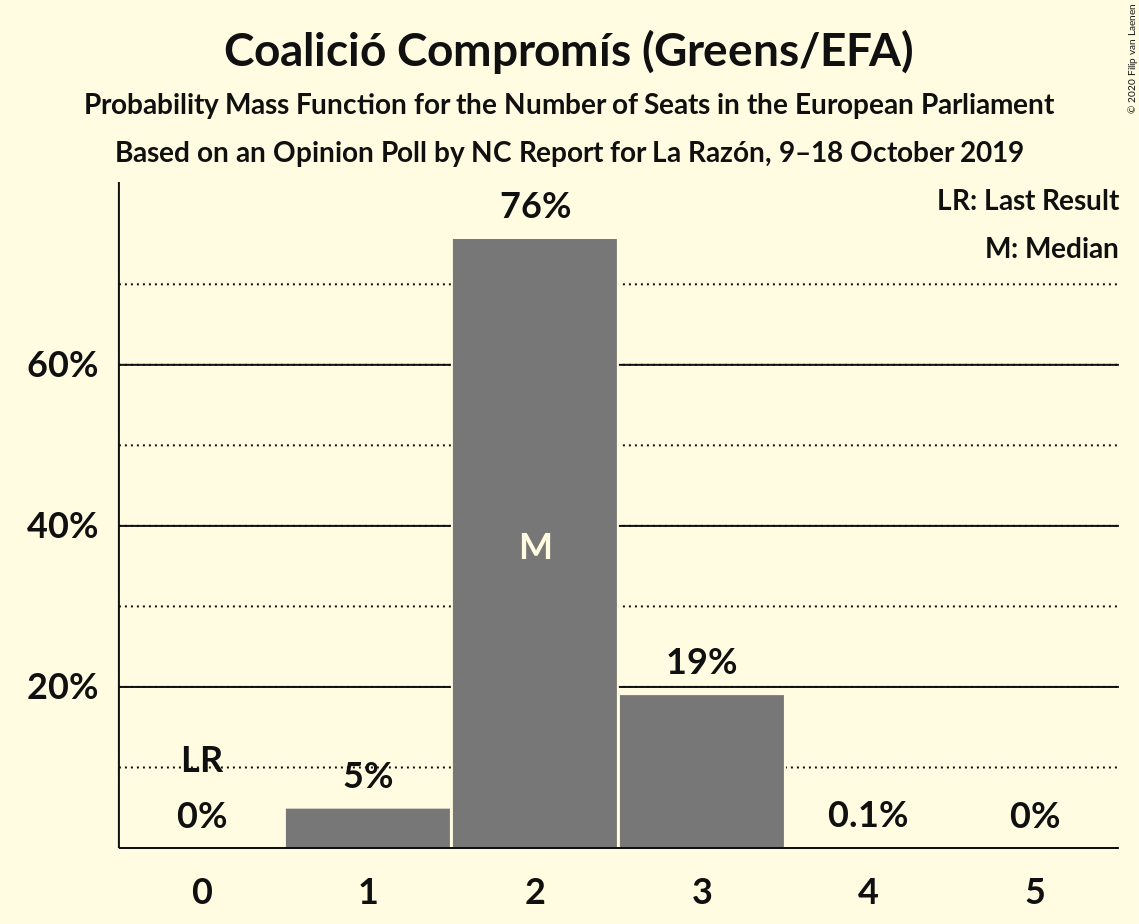 Coalició Compromís (Greens/EFA)
Probability Mass Function for the Number of Seats in the European Parliament
Based on an Opinion Poll by NC Report for La Razón, 9–18 October 2019
© 2020 Filip van Laenen
LR: Last Result
M: Median
76%
60%
40%
M
19%
20%
LR
5%
0%
0.1%
0%
0 1 2 3 4 5